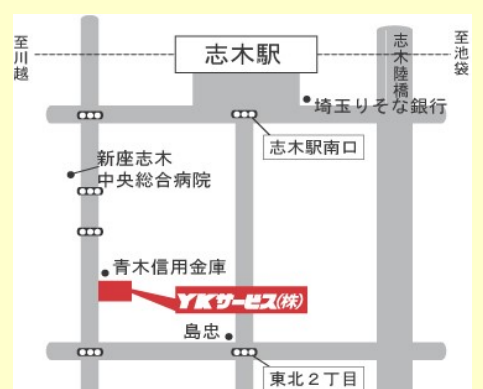 至川越
志木駅
志木陸橋
至池袋
埼玉りそな銀行
志木駅南口
新座志木
中央総合病院
青木信用金庫
YKサービス(株)
島忠
東北2丁目